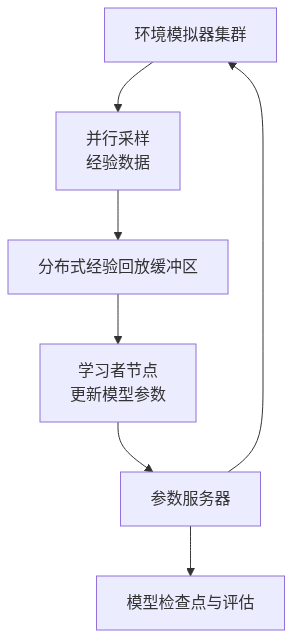 环境模拟器集群
并行采样
经验数据
分布式经验回放缓冲区
学习者节点
更新模型参数
参数服务器
模型检查点与评估